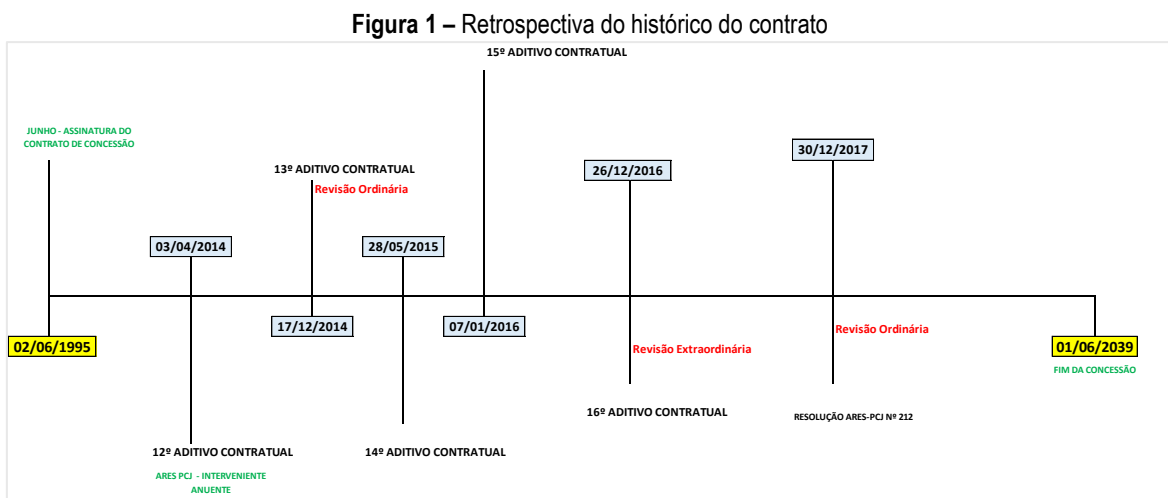 Figura 1 – Retrospectiva do histórico do contrato
15º ADITIVO CONTRATUAL
JUNHO - ASSINATURA DO
CONTRATO DE CONCESSÃO
13º ADITIVO CONTRATUAL
Revisão Ordinária
26/12/2016
30/12/2017
03/04/2014
28/05/2015
02/06/1995
17/12/2014
07/01/2016
Revisão Extraordinária
Revisão Ordinária
01/06/2039
FIM DA CONCESSÃO
12º ADITIVO CONTRATUAL
ARES PCJ - INTERVENIENTE
ANUENTE
14º ADITIVO CONTRATUAL
16º ADITIVO CONTRATUAL
RESOLUÇÃO ARES-PCJ Nº 212